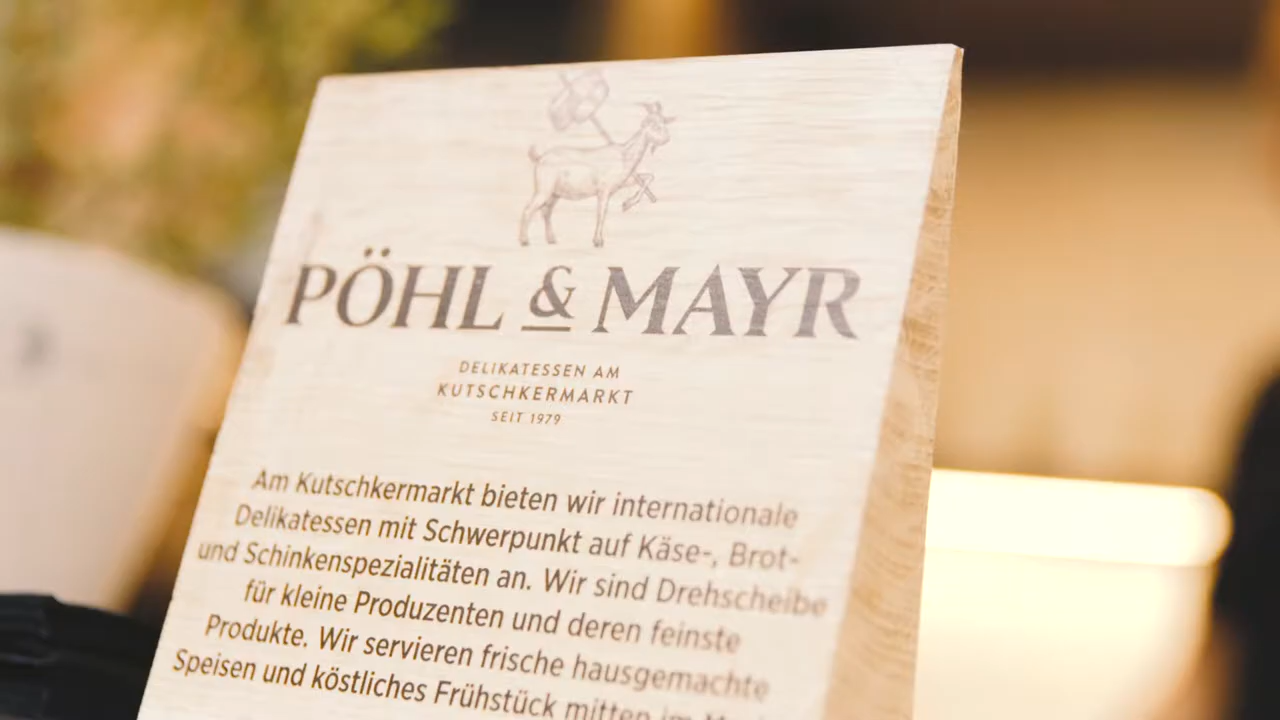 PÖHL & MAYR
DELIKATESSEN AM
KUTSCHKERMARKT
SEIT 1979
Am Kutschkermarkt bieten wir internationale
Delikatessen mit Schwerpunkt auf Käse-, Brot-
und Schinkenspezialitäten an. Wir sind Drehscheibe
für kleine Produzenten und deren feinste
Produkte. Wir servieren frische hausgemachte
Speisen und köstliches Frühstück mitten im